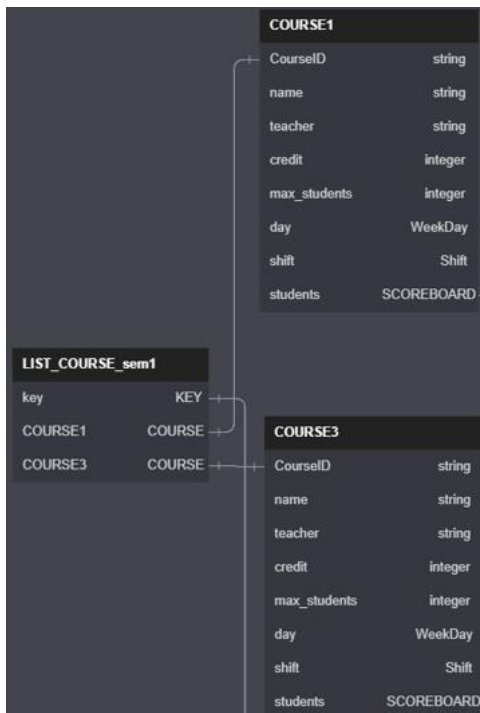 COURSE1
CourseID string
name string
teacher string
credit integer
max_students integer
day WeekDay
shift Shift
students SCOREBOARD
LIST_COURSE_sem1
key KEY
COURSE1 COURSE
COURSE3 COURSE
COURSE3
CourseID string
name string
teacher string
credit integer
max_students integer
day WeekDay
shift Shift
students SCOREBOARD